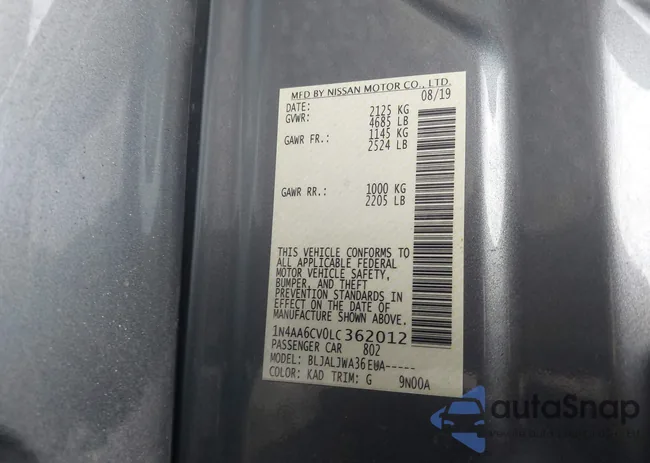 MFD BY NISSAN MOTOR CO., LTD.
DATE: 08/19
GVWR: 2125 KG
4685 LB
GAWR FR.: 1145 KG
2524 LB
GAWR RR.: 1000 KG
2205 LB
THIS VEHICLE CONFORMS TO
ALL APPLICABLE FEDERAL
MOTOR VEHICLE SAFETY,
BUMPER, AND THEFT
PREVENTION STANDARDS IN
EFFECT ON THE DATE OF
MANUFACTURE SHOWN ABOVE.
1N4AA6CV0LC362012
PASSENGER CAR 802
MODEL: BLJALJWA36EUA-----
COLOR: KAD TRIM: G 9N00A
autoSnap